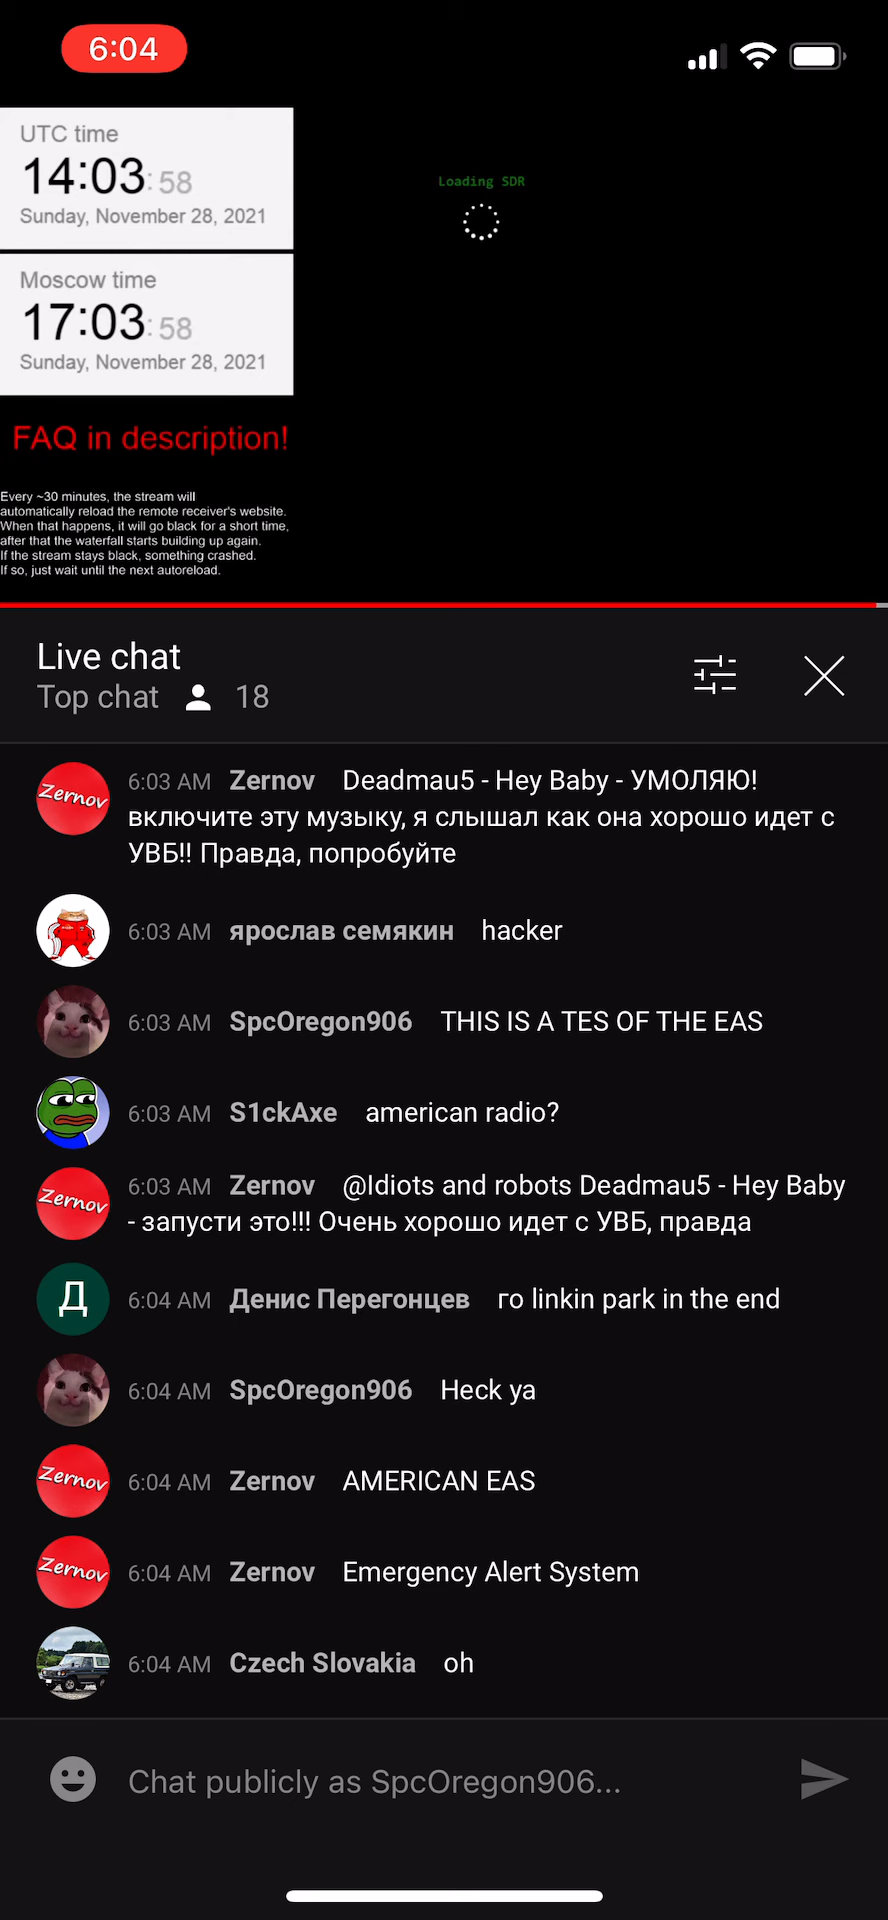 6:04
UTC time
14:03:58
Sunday, November 28, 2021
Loading SDR
Moscow time
17:03:58
Sunday, November 28, 2021
FAQ in description!
Every ~30 minutes, the stream will
automatically reload the remote receiver's website.
When that happens, it will go black for a short time,
after that the waterfall starts building up again.
If the stream stays black, something crashed.
If so, just wait until the next autoreload.
Live chat
Top chat 18
Zernov
6:03 AM Zernov Deadmau5 - Hey Baby - УМОЛЯЮ!
включите эту музыку, я слышал как она хорошо идет с
УВБ!! Правда, попробуйте
6:03 AM ярослав семякин hacker
6:03 AM SpcOregon906 THIS IS A TES OF THE EAS
6:03 AM S1ckAxe american radio?
Zernov
6:03 AM Zernov @Idiots and robots Deadmau5 - Hey Baby
- запусти это!!! Очень хорошо идет с УВБ, правда
Д
6:04 AM Денис Перегонцев го linkin park in the end
6:04 AM SpcOregon906 Heck ya
Zernov
6:04 AM Zernov AMERICAN EAS
Zernov
6:04 AM Zernov Emergency Alert System
6:04 AM Czech Slovakia oh
Chat publicly as SpcOregon906...